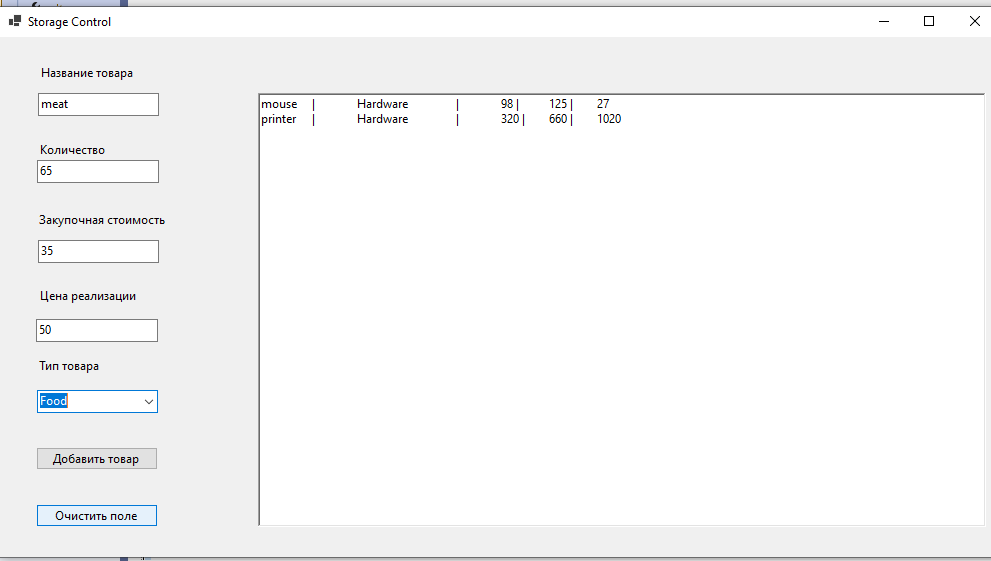 Storage Control
Название товара
meat
Количество
65
Закупочная стоимость
35
Цена реализации
50
Тип товара
Food
Добавить товар
Очистить поле
mouse | Hardware | 98 | 125 | 27
printer | Hardware | 320 | 660 | 1020